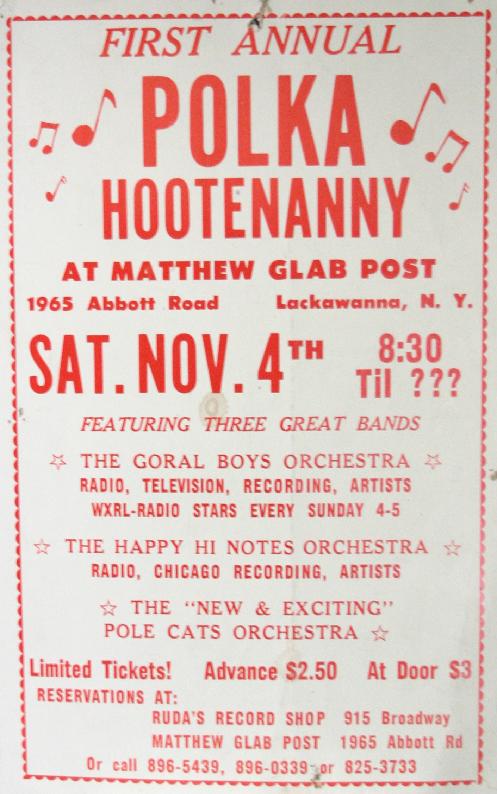 FIRST ANNUAL
POLKA
HOOTENANNY
AT MATTHEW GLAB POST
1965 Abbott Road Lackawanna, N. Y.
SAT. NOV. 4TH 8:30
Til ???
FEATURING THREE GREAT BANDS
☆ THE GORAL BOYS ORCHESTRA ☆
RADIO, TELEVISION, RECORDING, ARTISTS
WXRL-RADIO STARS EVERY SUNDAY 4-5
☆ THE HAPPY HI NOTES ORCHESTRA ☆
RADIO, CHICAGO RECORDING, ARTISTS
☆ THE "NEW & EXCITING"
POLE CATS ORCHESTRA ☆
Limited Tickets! Advance $2.50 At Door $3
RESERVATIONS AT:
RUDA'S RECORD SHOP 915 Broadway
MATTHEW GLAB POST 1965 Abbott Rd
Or call 896-5439, 896-0339 or 825-3733